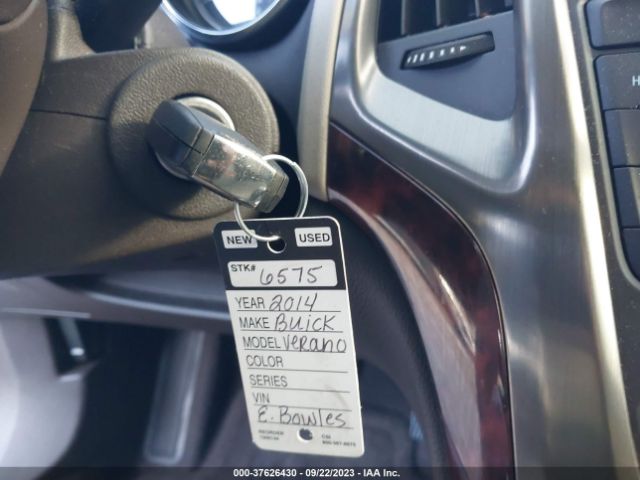 NEW USED
STK# 6575
YEAR 2014
MAKE Buick
MODEL Verano
COLOR
SERIES
VIN
E. Bowles
000-37626430 - 09/22/2023 - IAA Inc.